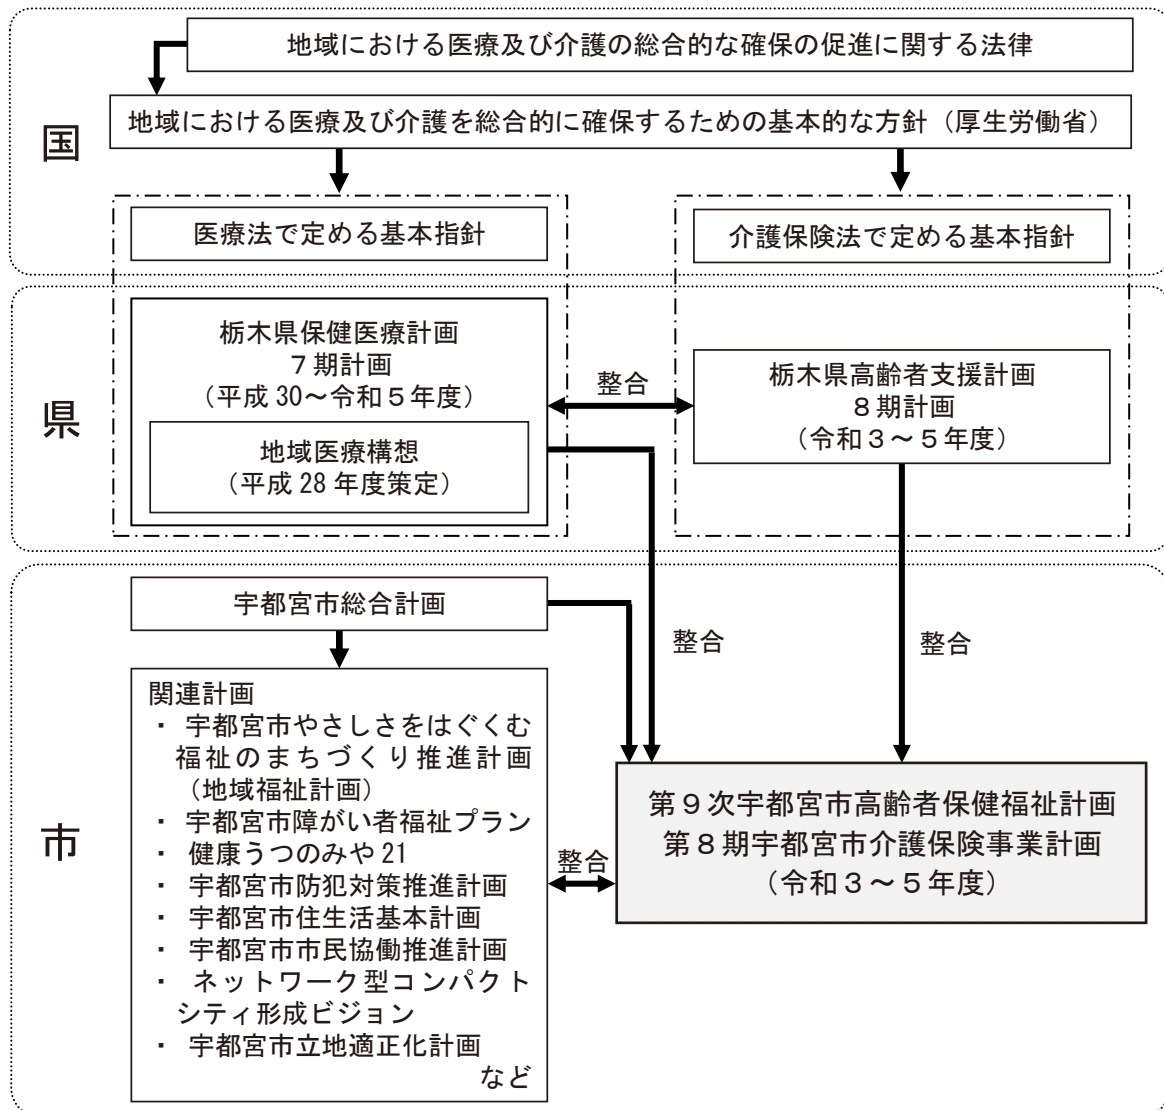 国
地域における医療及び介護の総合的な確保の促進に関する法律
地域における医療及び介護を総合的に確保するための基本的な方針（厚生労働省）
医療法で定める基本指針
介護保険法で定める基本指針
県
栃木県保健医療計画
７期計画
（平成 30～令和５年度）
地域医療構想
（平成 28 年度策定）
整合
栃木県高齢者支援計画
８期計画
（令和３～５年度）
市
宇都宮市総合計画
整合
整合
関連計画
・ 宇都宮市やさしさをはぐくむ
福祉のまちづくり推進計画
（地域福祉計画）
・ 宇都宮市障がい者福祉プラン
・ 健康うつのみや 21
・ 宇都宮市防犯対策推進計画
・ 宇都宮市住生活基本計画
・ 宇都宮市市民協働推進計画
・ ネットワーク型コンパクト
シティ形成ビジョン
・ 宇都宮市立地適正化計画
など
整合
第９次宇都宮市高齢者保健福祉計画
第８期宇都宮市介護保険事業計画
（令和３～５年度）